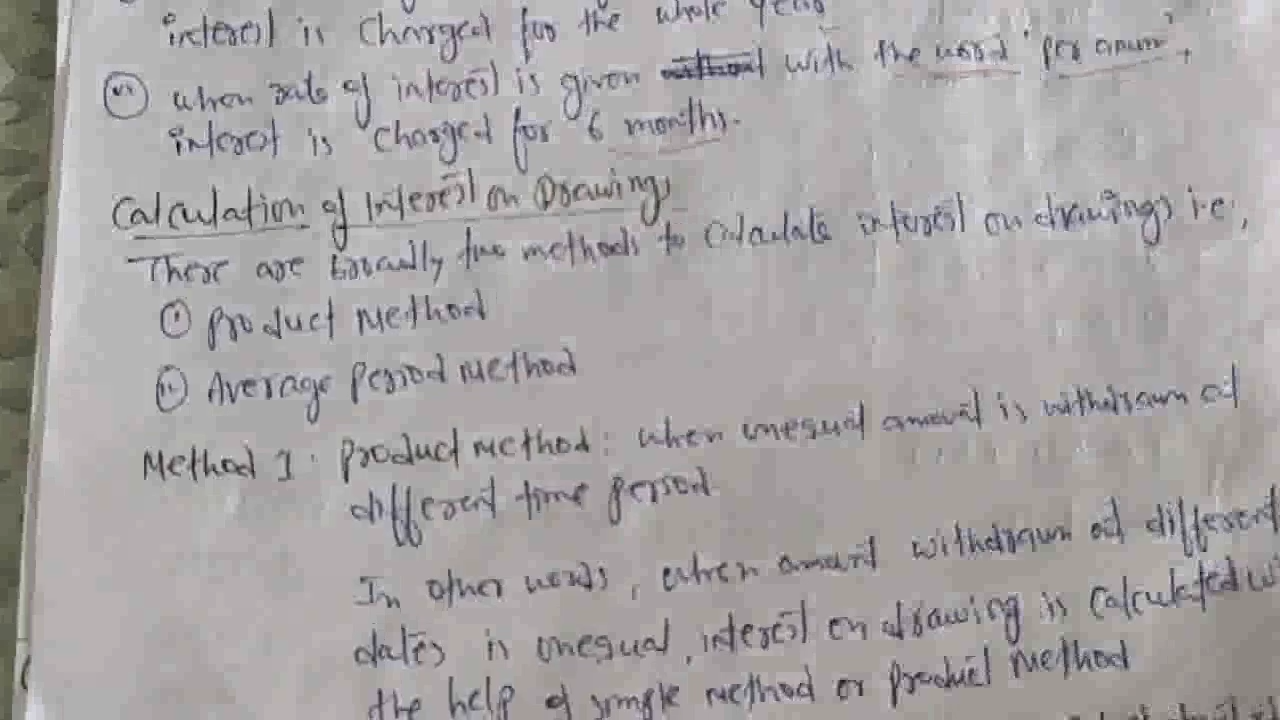 interest is charged for the whole year
(vi) when rate of interest is given with the word 'per anum',
interest is charged for 6 months.
Calculation of Interest on Drawings
There are broadly two methods to calculate interest on drawings i.e.,
(i) Product Method
(ii) Average Period Method
Method 1: Product method: when unequal amount is withdrawn at
different time period
In other words, when amount withdrawn at different
dates is unequal, interest on drawing is calculated
the help of simple method or product Method